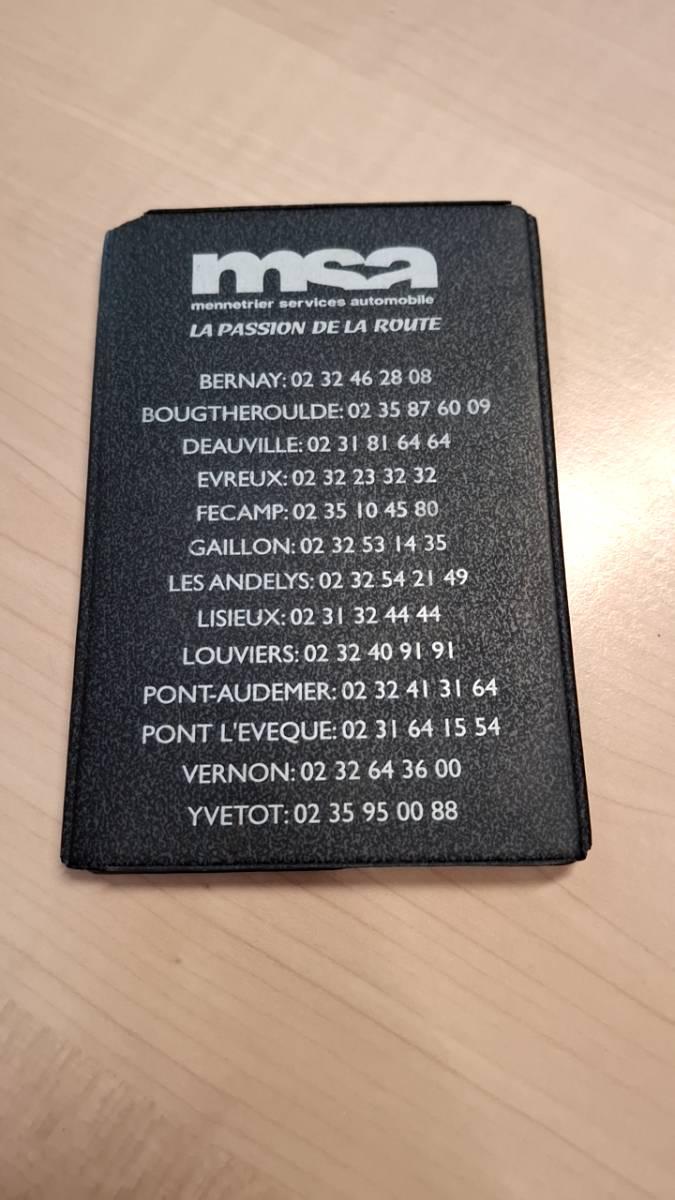 msa
mennetrier services automobile
LA PASSION DE LA ROUTE
BERNAY: 02 32 46 28 08
BOUGTHEROULDE: 02 35 87 60 09
DEAUVILLE: 02 31 81 64 64
EVREUX: 02 32 23 32 32
FECAMP: 02 35 10 45 80
GAILLON: 02 32 53 14 35
LES ANDELYS: 02 32 54 21 49
LISIEUX: 02 31 32 44 44
LOUVIERS: 02 32 40 91 91
PONT-AUDEMER: 02 32 41 31 64
PONT L'EVEQUE: 02 31 64 15 54
VERNON: 02 32 64 36 00
YVETOT: 02 35 95 00 88